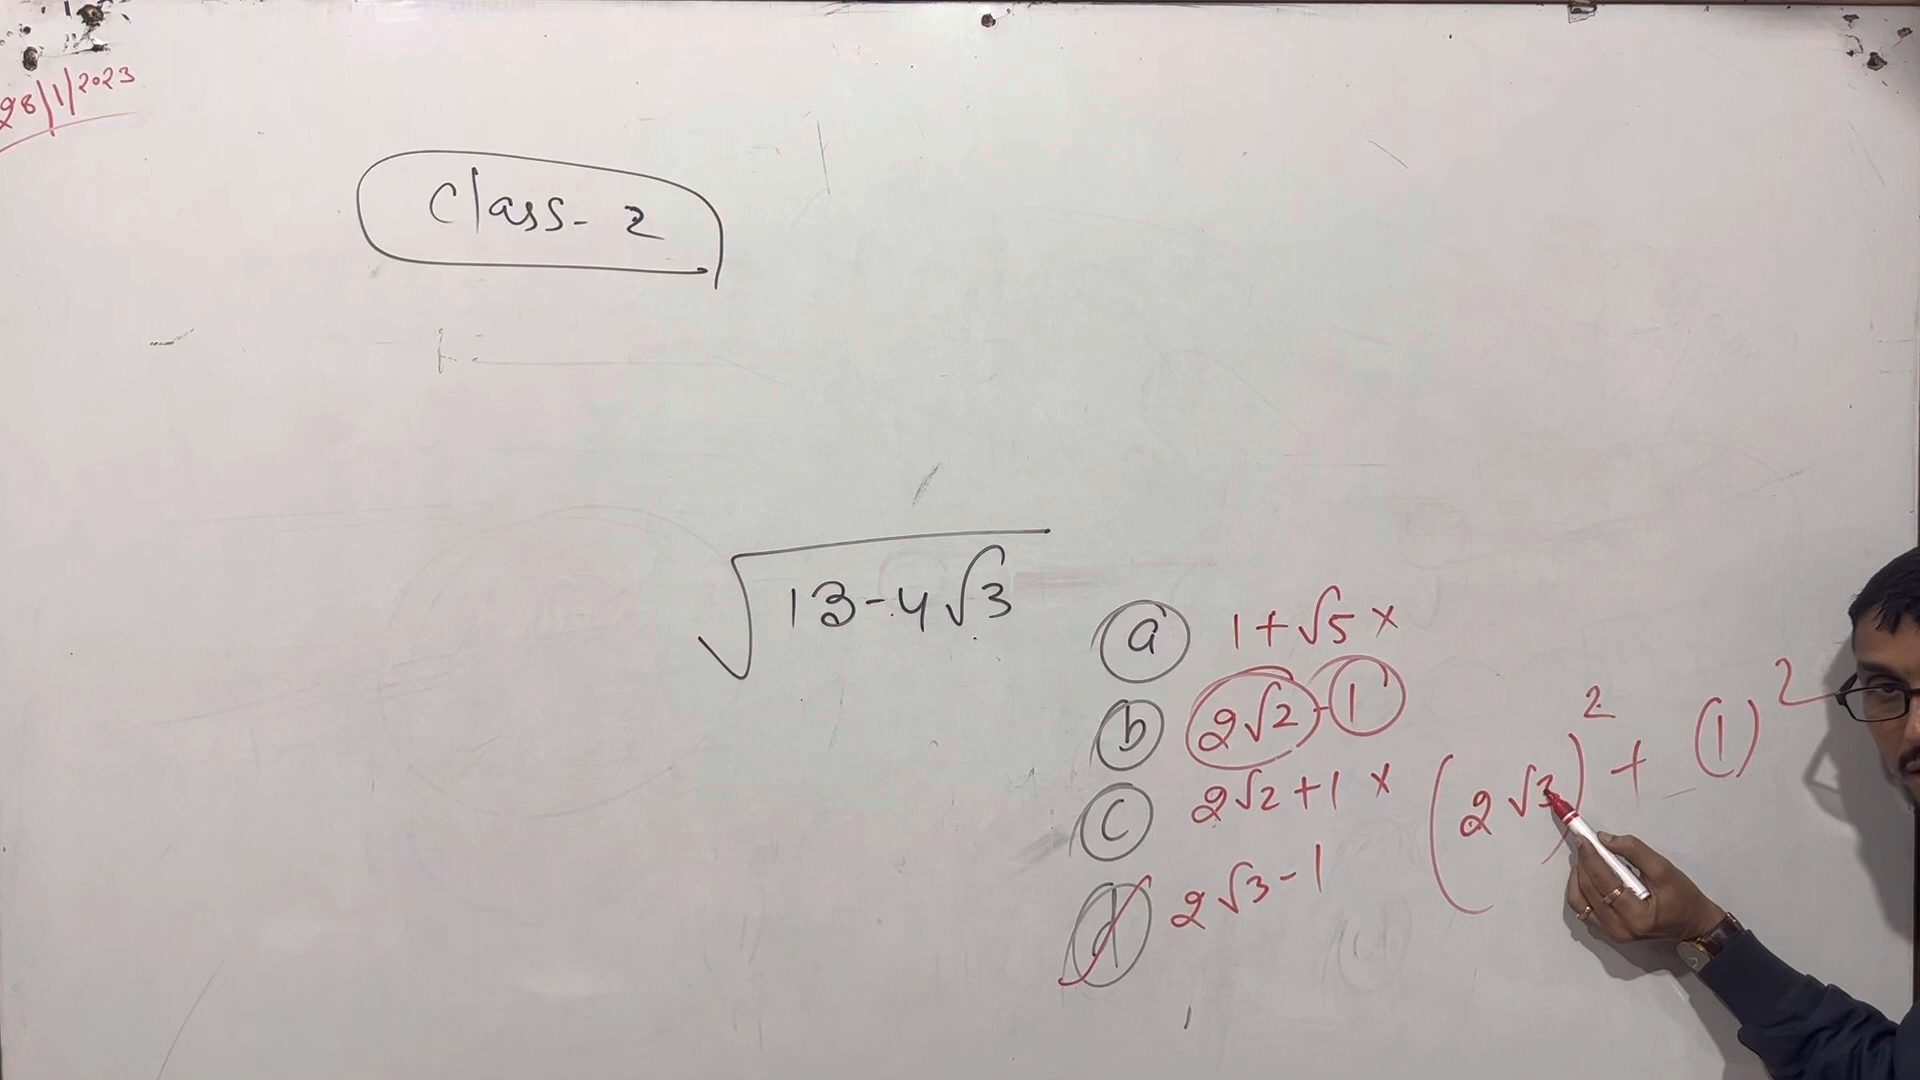 28/1/2023
Class-2
√13-4√3
a 1+√5 ×
b 2√2-1
c 2√2+1 ×
d 2√3-1
(2√3)² + (1)²